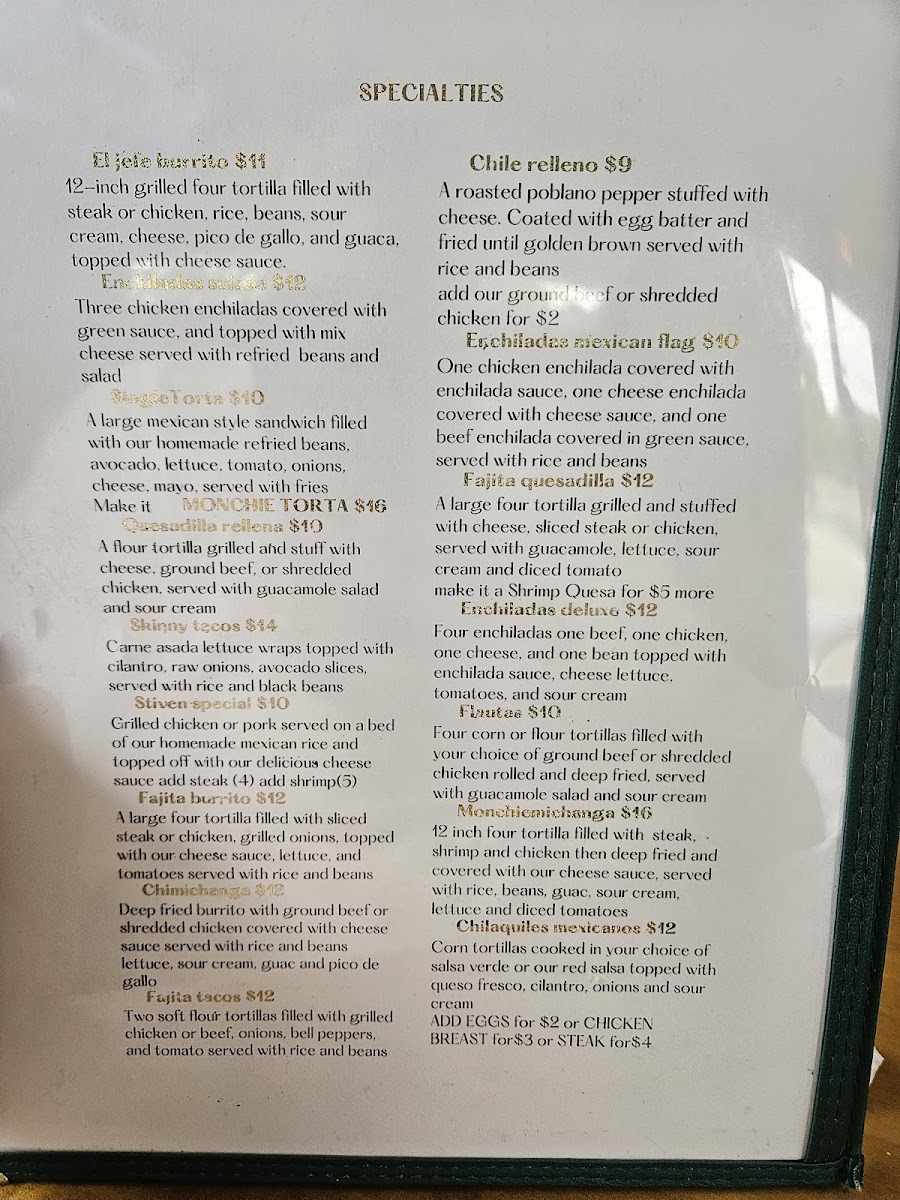 SPECIALTIES
El jefe burrito $11
12-inch grilled four tortilla filled with
steak or chicken, rice, beans, sour
cream, cheese, pico de gallo, and guaca,
topped with cheese sauce.
Enchiladas suizas $12
Three chicken enchiladas covered with
green sauce, and topped with mix
cheese served with refried beans and
salad
Single Torta $10
A large mexican style sandwich filled
with our homemade refried beans,
avocado, lettuce, tomato, onions,
cheese, mayo, served with fries
Make it MONCHIE TORTA $16
Quesadilla rellena $10
A flour tortilla grilled and stuff with
cheese, ground beef, or shredded
chicken, served with guacamole salad
and sour cream
Skinny tacos $14
Carne asada lettuce wraps topped with
cilantro, raw onions, avocado slices,
served with rice and black beans
Stiven special $10
Grilled chicken or pork served on a bed
of our homemade mexican rice and
topped off with our delicious cheese
sauce add steak (4) add shrimp(5)
Fajita burrito $12
A large four tortilla filled with sliced
steak or chicken, grilled onions, topped
with our cheese sauce, lettuce, and
tomatoes served with rice and beans
Chimichanga $12
Deep fried burrito with ground beef or
shredded chicken covered with cheese
sauce served with rice and beans
lettuce, sour cream, guac and pico de
gallo
Fajita tacos $12
Two soft flour tortillas filled with grilled
chicken or beef, onions, bell peppers,
and tomato served with rice and beans
Chile relleno $9
A roasted poblano pepper stuffed with
cheese. Coated with egg batter and
fried until golden brown served with
rice and beans
add our ground beef or shredded
chicken for $2
Enchiladas mexican flag $10
One chicken enchilada covered with
enchilada sauce, one cheese enchilada
covered with cheese sauce, and one
beef enchilada covered in green sauce,
served with rice and beans
Fajita quesadilla $12
A large four tortilla grilled and stuffed
with cheese, sliced steak or chicken,
served with guacamole, lettuce, sour
cream and diced tomato
make it a Shrimp Quesa for $5 more
Enchiladas deluxe $12
Four enchiladas one beef, one chicken,
one cheese, and one bean topped with
enchilada sauce, cheese lettuce,
tomatoes, and sour cream
Flautas $10
Four corn or flour tortillas filled with
your choice of ground beef or shredded
chicken rolled and deep fried, served
with guacamole salad and sour cream
Monchiemichanga $16
12 inch four tortilla filled with steak,
shrimp and chicken then deep fried and
covered with our cheese sauce, served
with rice, beans, guac, sour cream,
lettuce and diced tomatoes
Chilaquiles mexicanos $12
Corn tortillas cooked in your choice of
salsa verde or our red salsa topped with
queso fresco, cilantro, onions and sour
cream
ADD EGGS for $2 or CHICKEN
BREAST for$3 or STEAK for$4